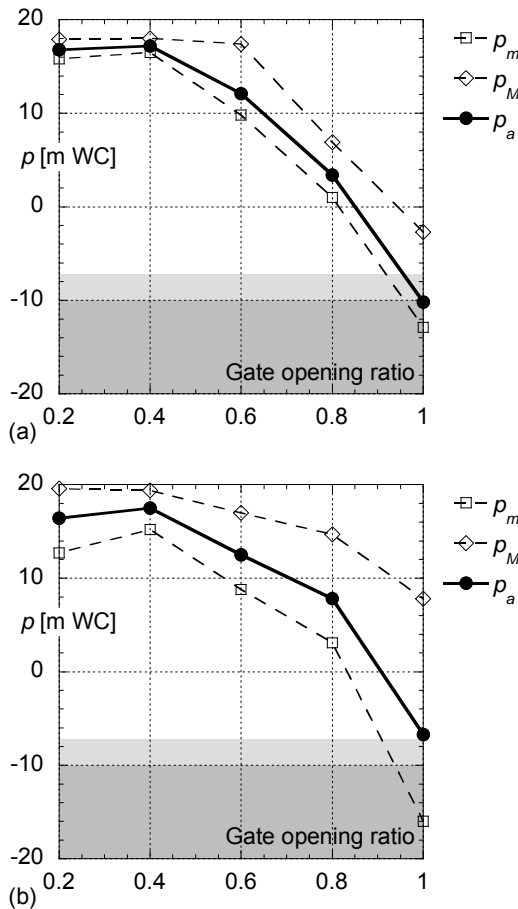 20
10
p [m WC]
0
-10
-20
Gate opening ratio
0.2 0.4 0.6 0.8 1
(a)
p_m
p_M
p_a
20
10
p [m WC]
0
-10
-20
Gate opening ratio
0.2 0.4 0.6 0.8 1
(b)
p_m
p_M
p_a